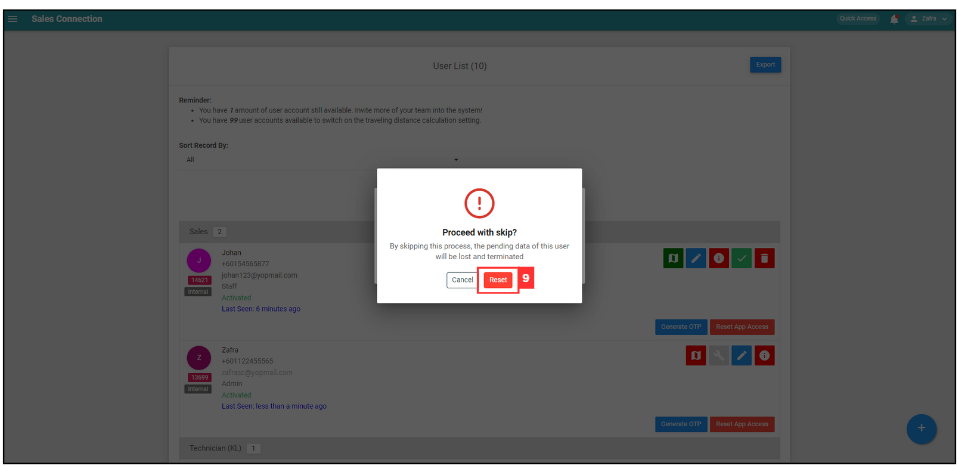 Sales Connection
Quick Access
Zafra
User List (10)
Export
Reminder:
You have 7 amount of user account still available. Invite more of your team into the system!
You have 99 user accounts available to switch on the traveling distance calculation setting.
Sort Record By:
All
Proceed with skip?
By skipping this process, the pending data of this user
will be lost and terminated
Cancel
Reset
9
Sales 2
J
Johan
+60154565877
johan123@yopmail.com
14621
Staff
Internal
Activated
Last Seen: 6 minutes ago
Generate OTP
Reset App Access
Z
Zafra
+601122455565
13699
Admin
Internal
Activated
Last Seen: less than a minute ago
Generate OTP
Reset App Access
Technician (KL) 1
+